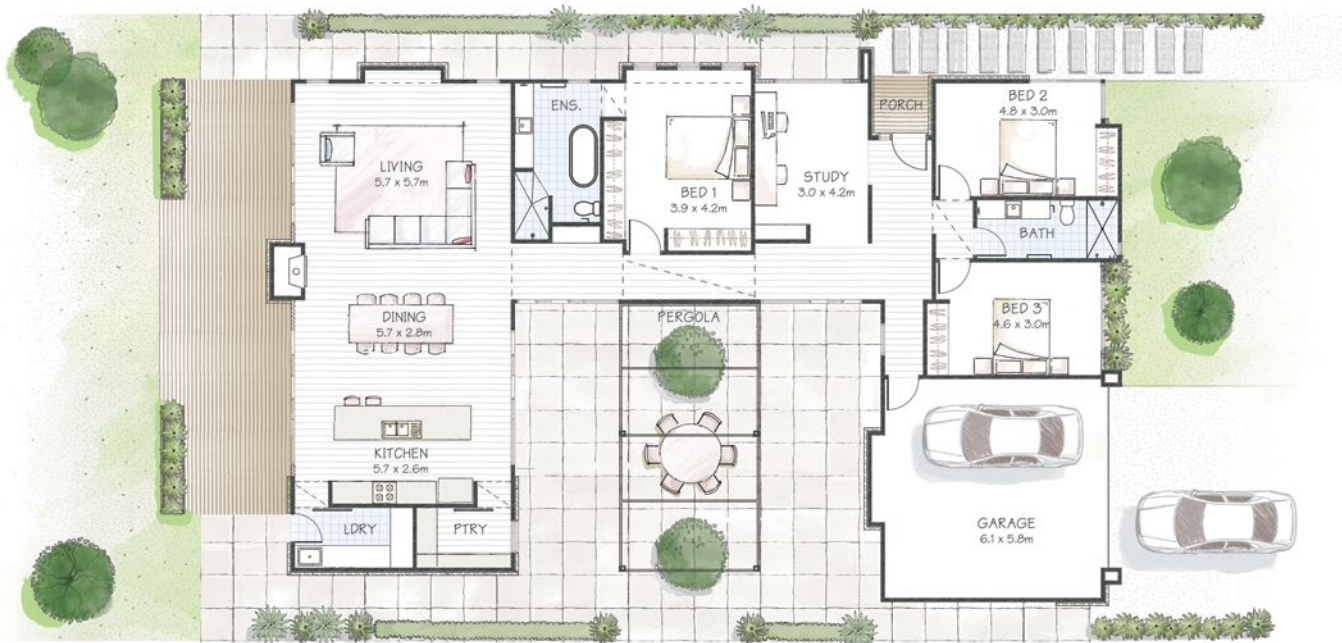 LIVING
5.7 x 5.7m
ENS.
BED 1
3.9 x 4.2m
STUDY
3.0 x 4.2m
PORCH
BED 2
4.8 x 3.0m
BATH
DINING
5.7 x 2.8m
PERGOLA
BED 3
4.6 x 3.0m
KITCHEN
5.7 x 2.6m
LDRY
PTRY
GARAGE
6.1 x 5.8m